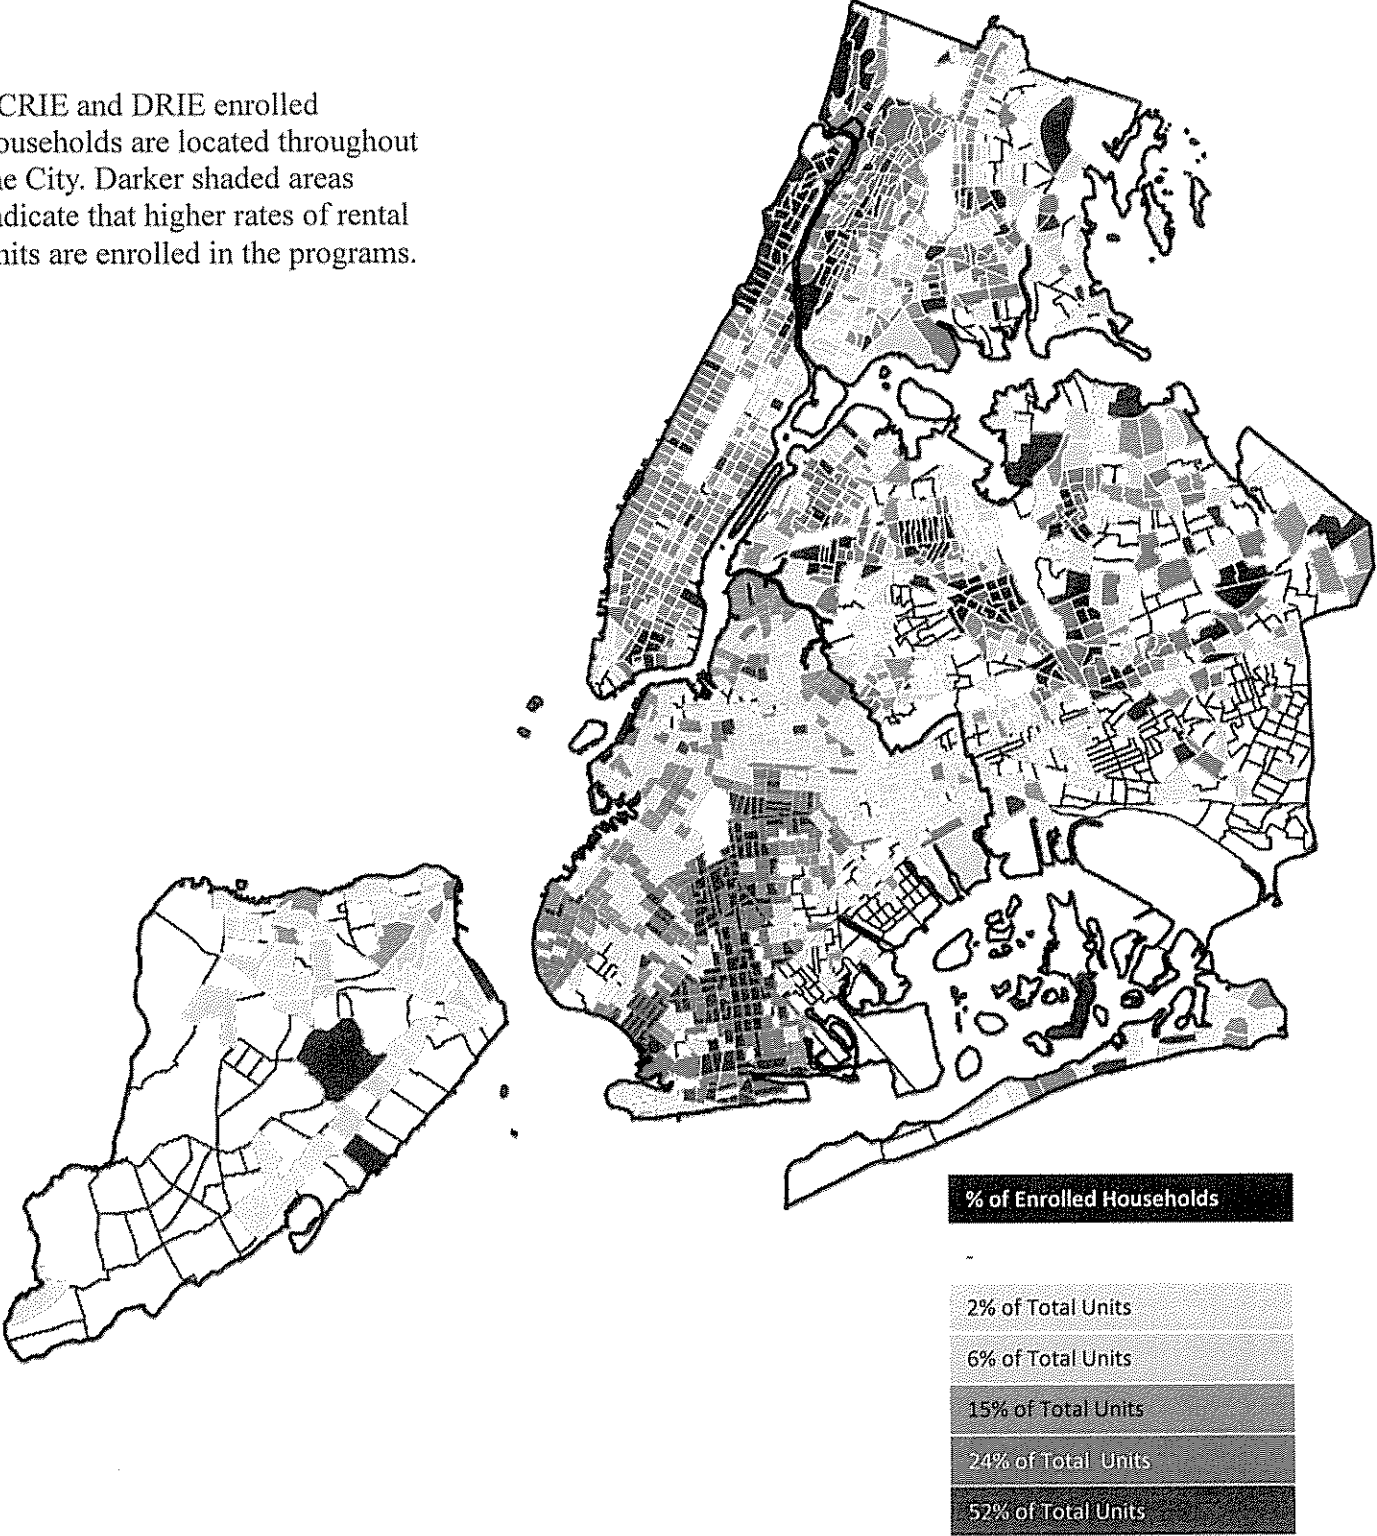 CRIE and DRIE enrolled
ouseholds are located throughout
e City. Darker shaded areas
ndicate that higher rates of rental
nits are enrolled in the programs.
% of Enrolled Households
-
2% of Total Units
6% of Total Units
15% of Total Units
24% of Total Units
52% of Total Units